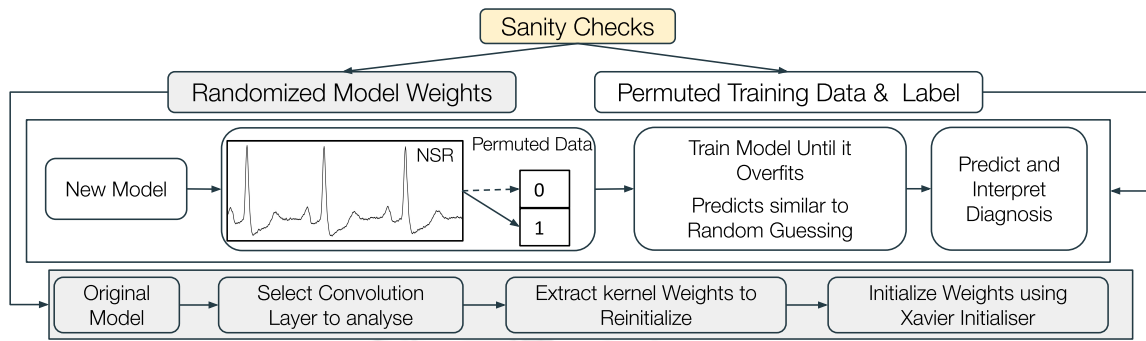 Sanity Checks
Randomized Model Weights
Permuted Training Data & Label
New Model
NSR
Permuted Data
0
1
Train Model Until it
Overfits
Predicts similar to
Random Guessing
Predict and
Interpret
Diagnosis
Original
Model
Select Convolution
Layer to analyse
Extract kernel Weights to
Reinitialize
Initialize Weights using
Xavier Initialiser